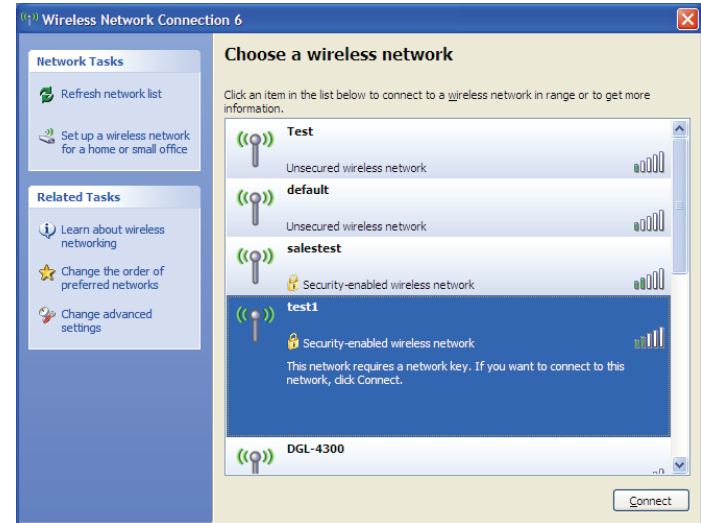 Wireless Network Connection 6
Network Tasks
Refresh network list
Set up a wireless network
for a home or small office
Related Tasks
Learn about wireless
networking
Change the order of
preferred networks
Change advanced
settings
Choose a wireless network
Click an item in the list below to connect to a wireless network in range or to get more
information.
Test
Unsecured wireless network
default
Unsecured wireless network
salestest
Security-enabled wireless network
test1
Security-enabled wireless network
This network requires a network key. If you want to connect to this
network, click Connect.
DGL-4300
Connect